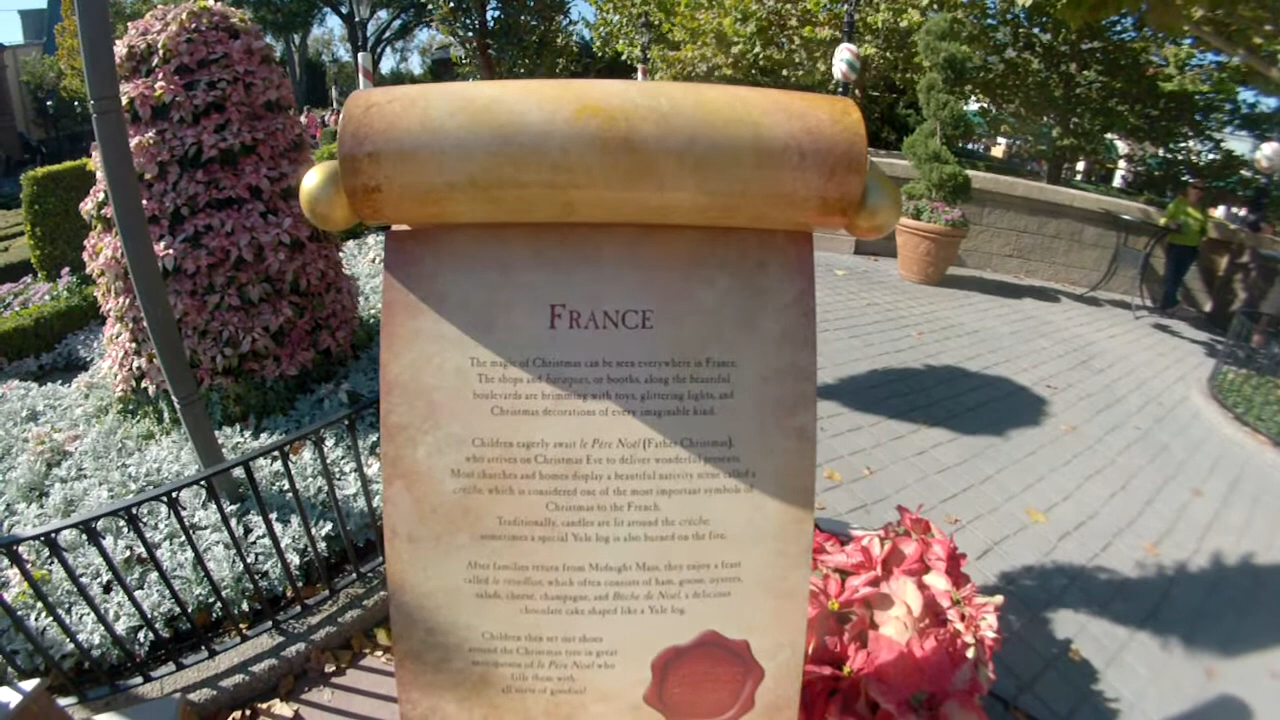 FRANCE
The magic of Christmas can be seen everywhere in France.
The shops and baraques, or booths, along the beautiful
boulevards are brimming with toys, glittering lights, and
Christmas decorations of every imaginable kind.
Children eagerly await le Père Noël (Father Christmas),
who arrives on Christmas Eve to deliver wonderful presents.
Most churches and homes display a beautiful nativity scene called a
crèche, which is considered one of the most important symbols of
Christmas to the French.
Traditionally, candles are lit around the crèche;
sometimes a special Yule log is also burned on the fire.
After families return from Midnight Mass, they enjoy a feast
called le réveillon, which often consists of ham, goose, oysters,
salads, cheese, champagne, and Bûche de Noël, a delicious
chocolate cake shaped like a Yule log.
Children then set out shoes
around the Christmas tree in great
anticipation of le Père Noël who
fills them with
all sorts of goodies!